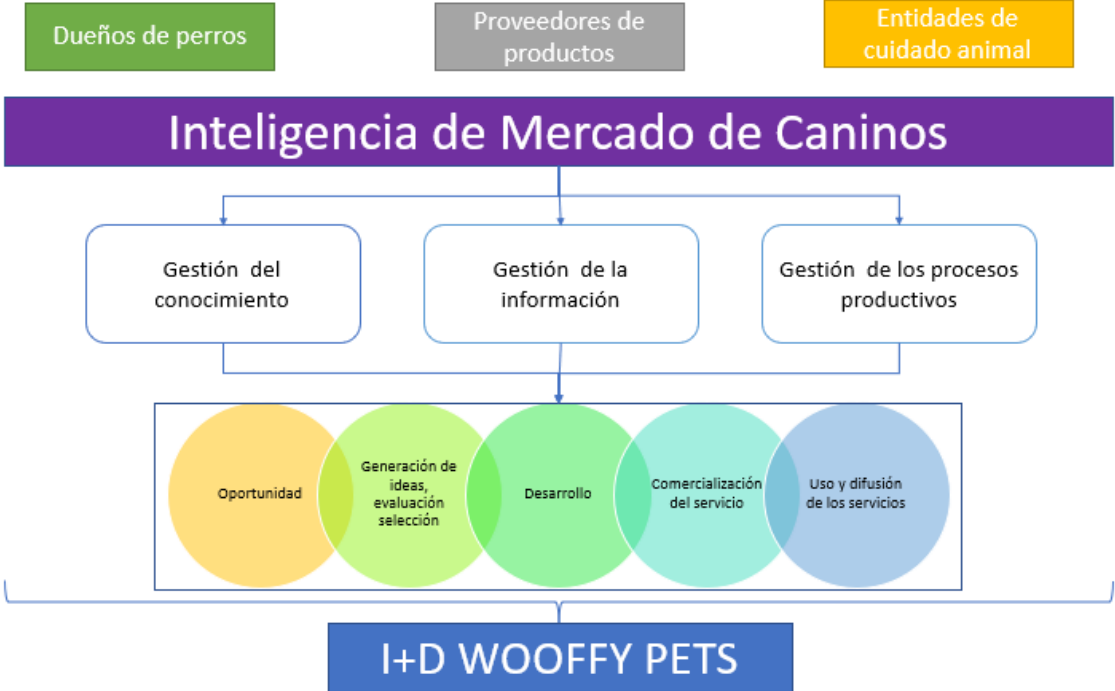 Dueños de perros
Proveedores de
productos
Entidades de
cuidado animal
Inteligencia de Mercado de Caninos
Gestión del
conocimiento
Gestión de la
información
Gestión de los procesos
productivos
Oportunidad
Generación de
ideas,
evaluación
selección
Desarrollo
Comercialización
del servicio
Uso y difusión
de los servicios
I+D WOOFFY PETS